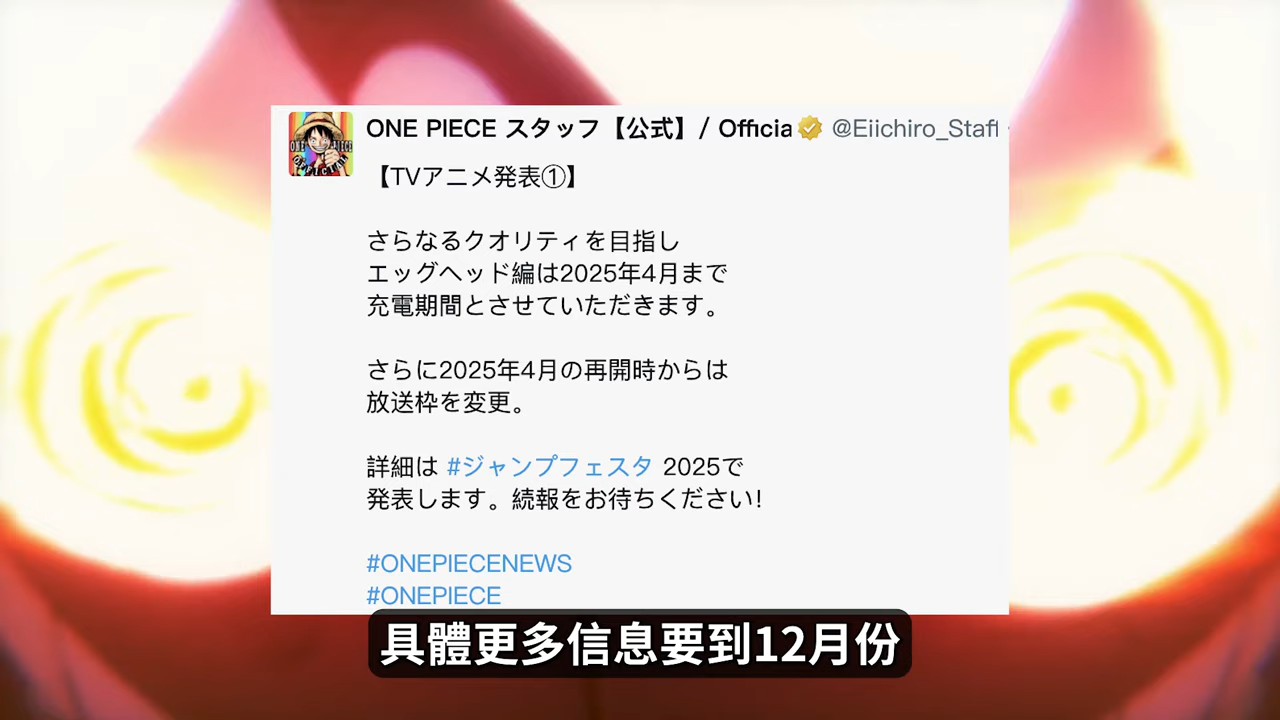 ONE PIECE スタッフ【公式】/ Officia @Eiichiro_Staff
【TVアニメ発表①】
さらなるクオリティを目指し
エッグヘッド編は2025年4月まで
充電期間とさせていただきます。
さらに2025年4月の再開時からは
放送枠を変更。
詳細は #ジャンプフェスタ 2025で
発表します。続報をお待ちください!
#ONEPIECENEWS
#ONEPIECE
具體更多信息要到12月份